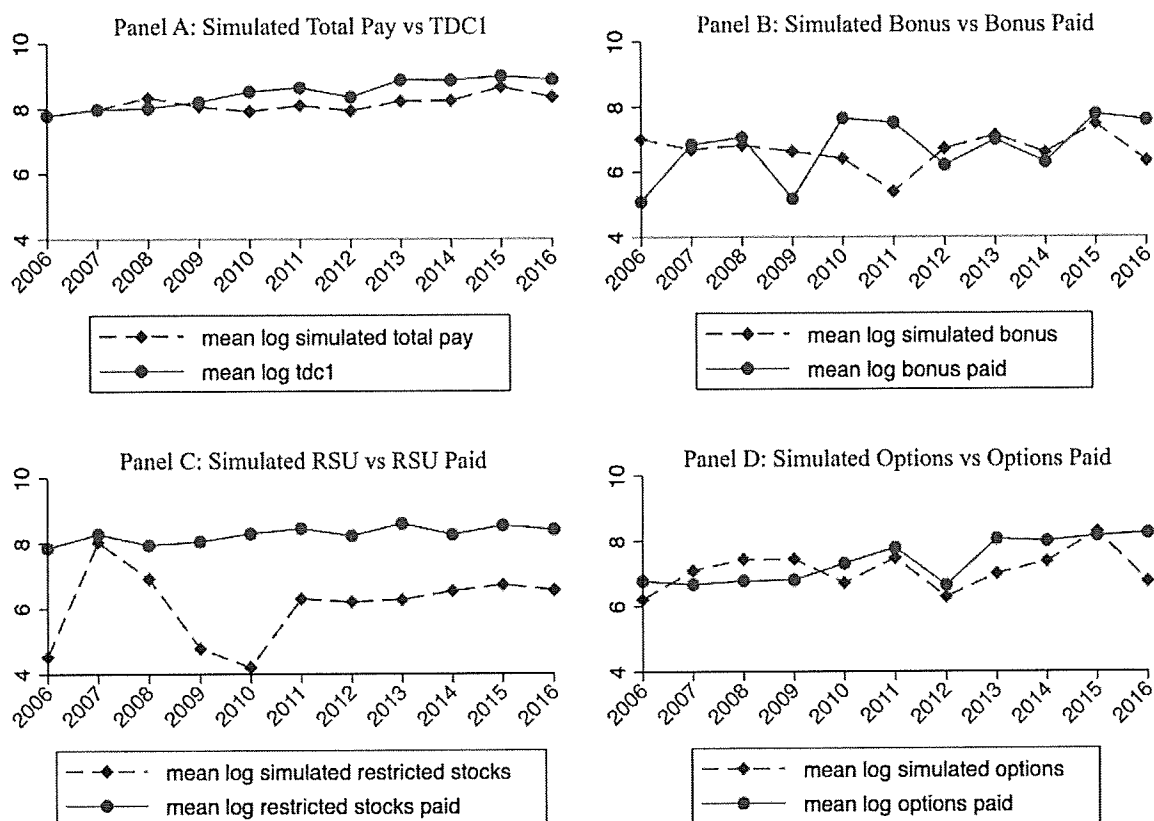 Panel A: Simulated Total Pay vs TDC1
10
8
6
4
2006 2007 2008 2009 2010 2011 2012 2013 2014 2015 2016
mean log simulated total pay
mean log tdc1
Panel B: Simulated Bonus vs Bonus Paid
10
8
6
4
2006 2007 2008 2009 2010 2011 2012 2013 2014 2015 2016
mean log simulated bonus
mean log bonus paid
Panel C: Simulated RSU vs RSU Paid
10
8
6
4
2006 2007 2008 2009 2010 2011 2012 2013 2014 2015 2016
mean log simulated restricted stocks
mean log restricted stocks paid
Panel D: Simulated Options vs Options Paid
10
8
6
4
2006 2007 2008 2009 2010 2011 2012 2013 2014 2015 2016
mean log simulated options
mean log options paid